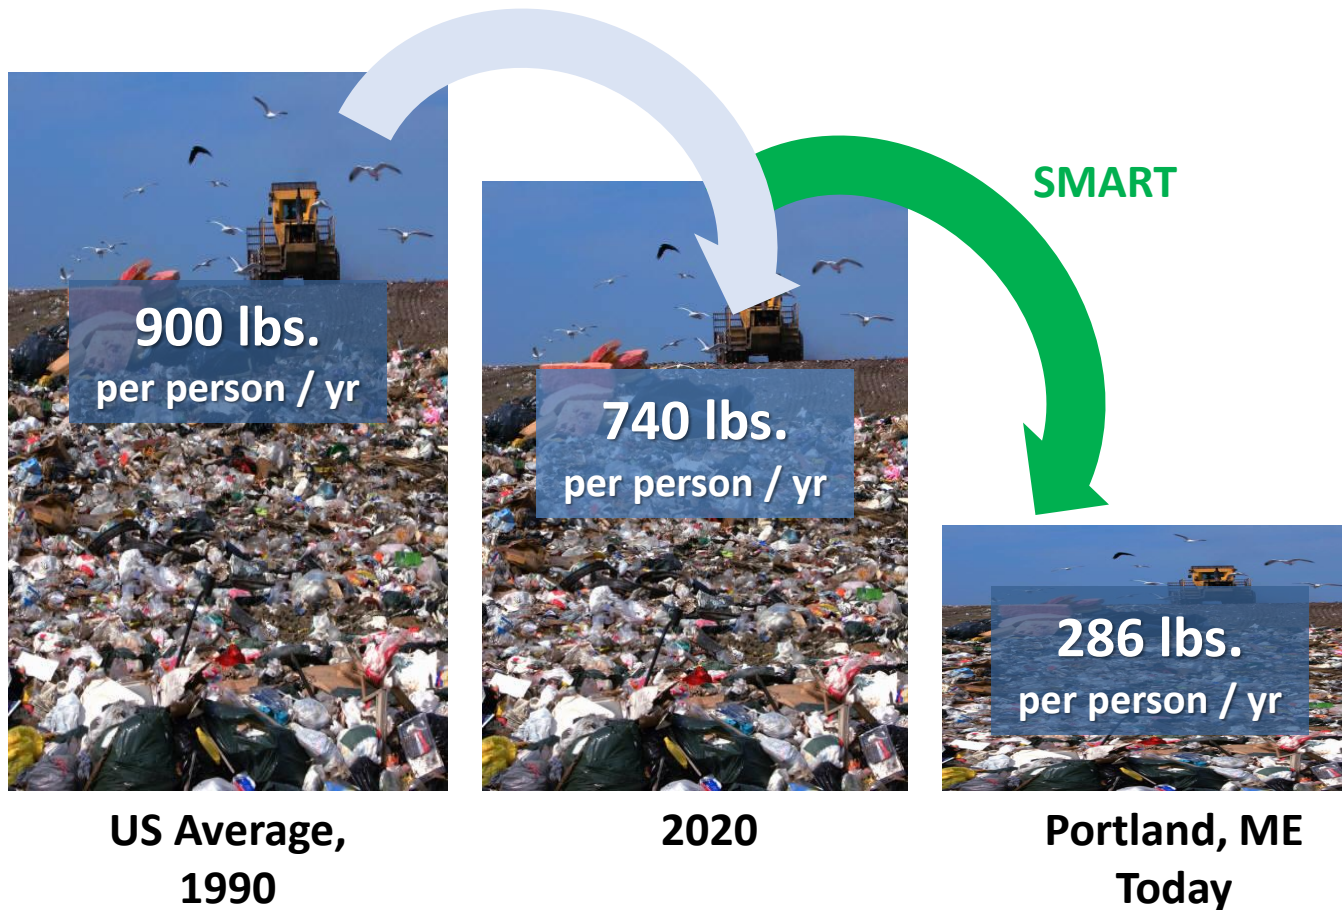 SMART
900 lbs.
per person / yr
740 lbs.
per person / yr
286 lbs.
per person / yr
US Average,
1990
2020
Portland, ME
Today